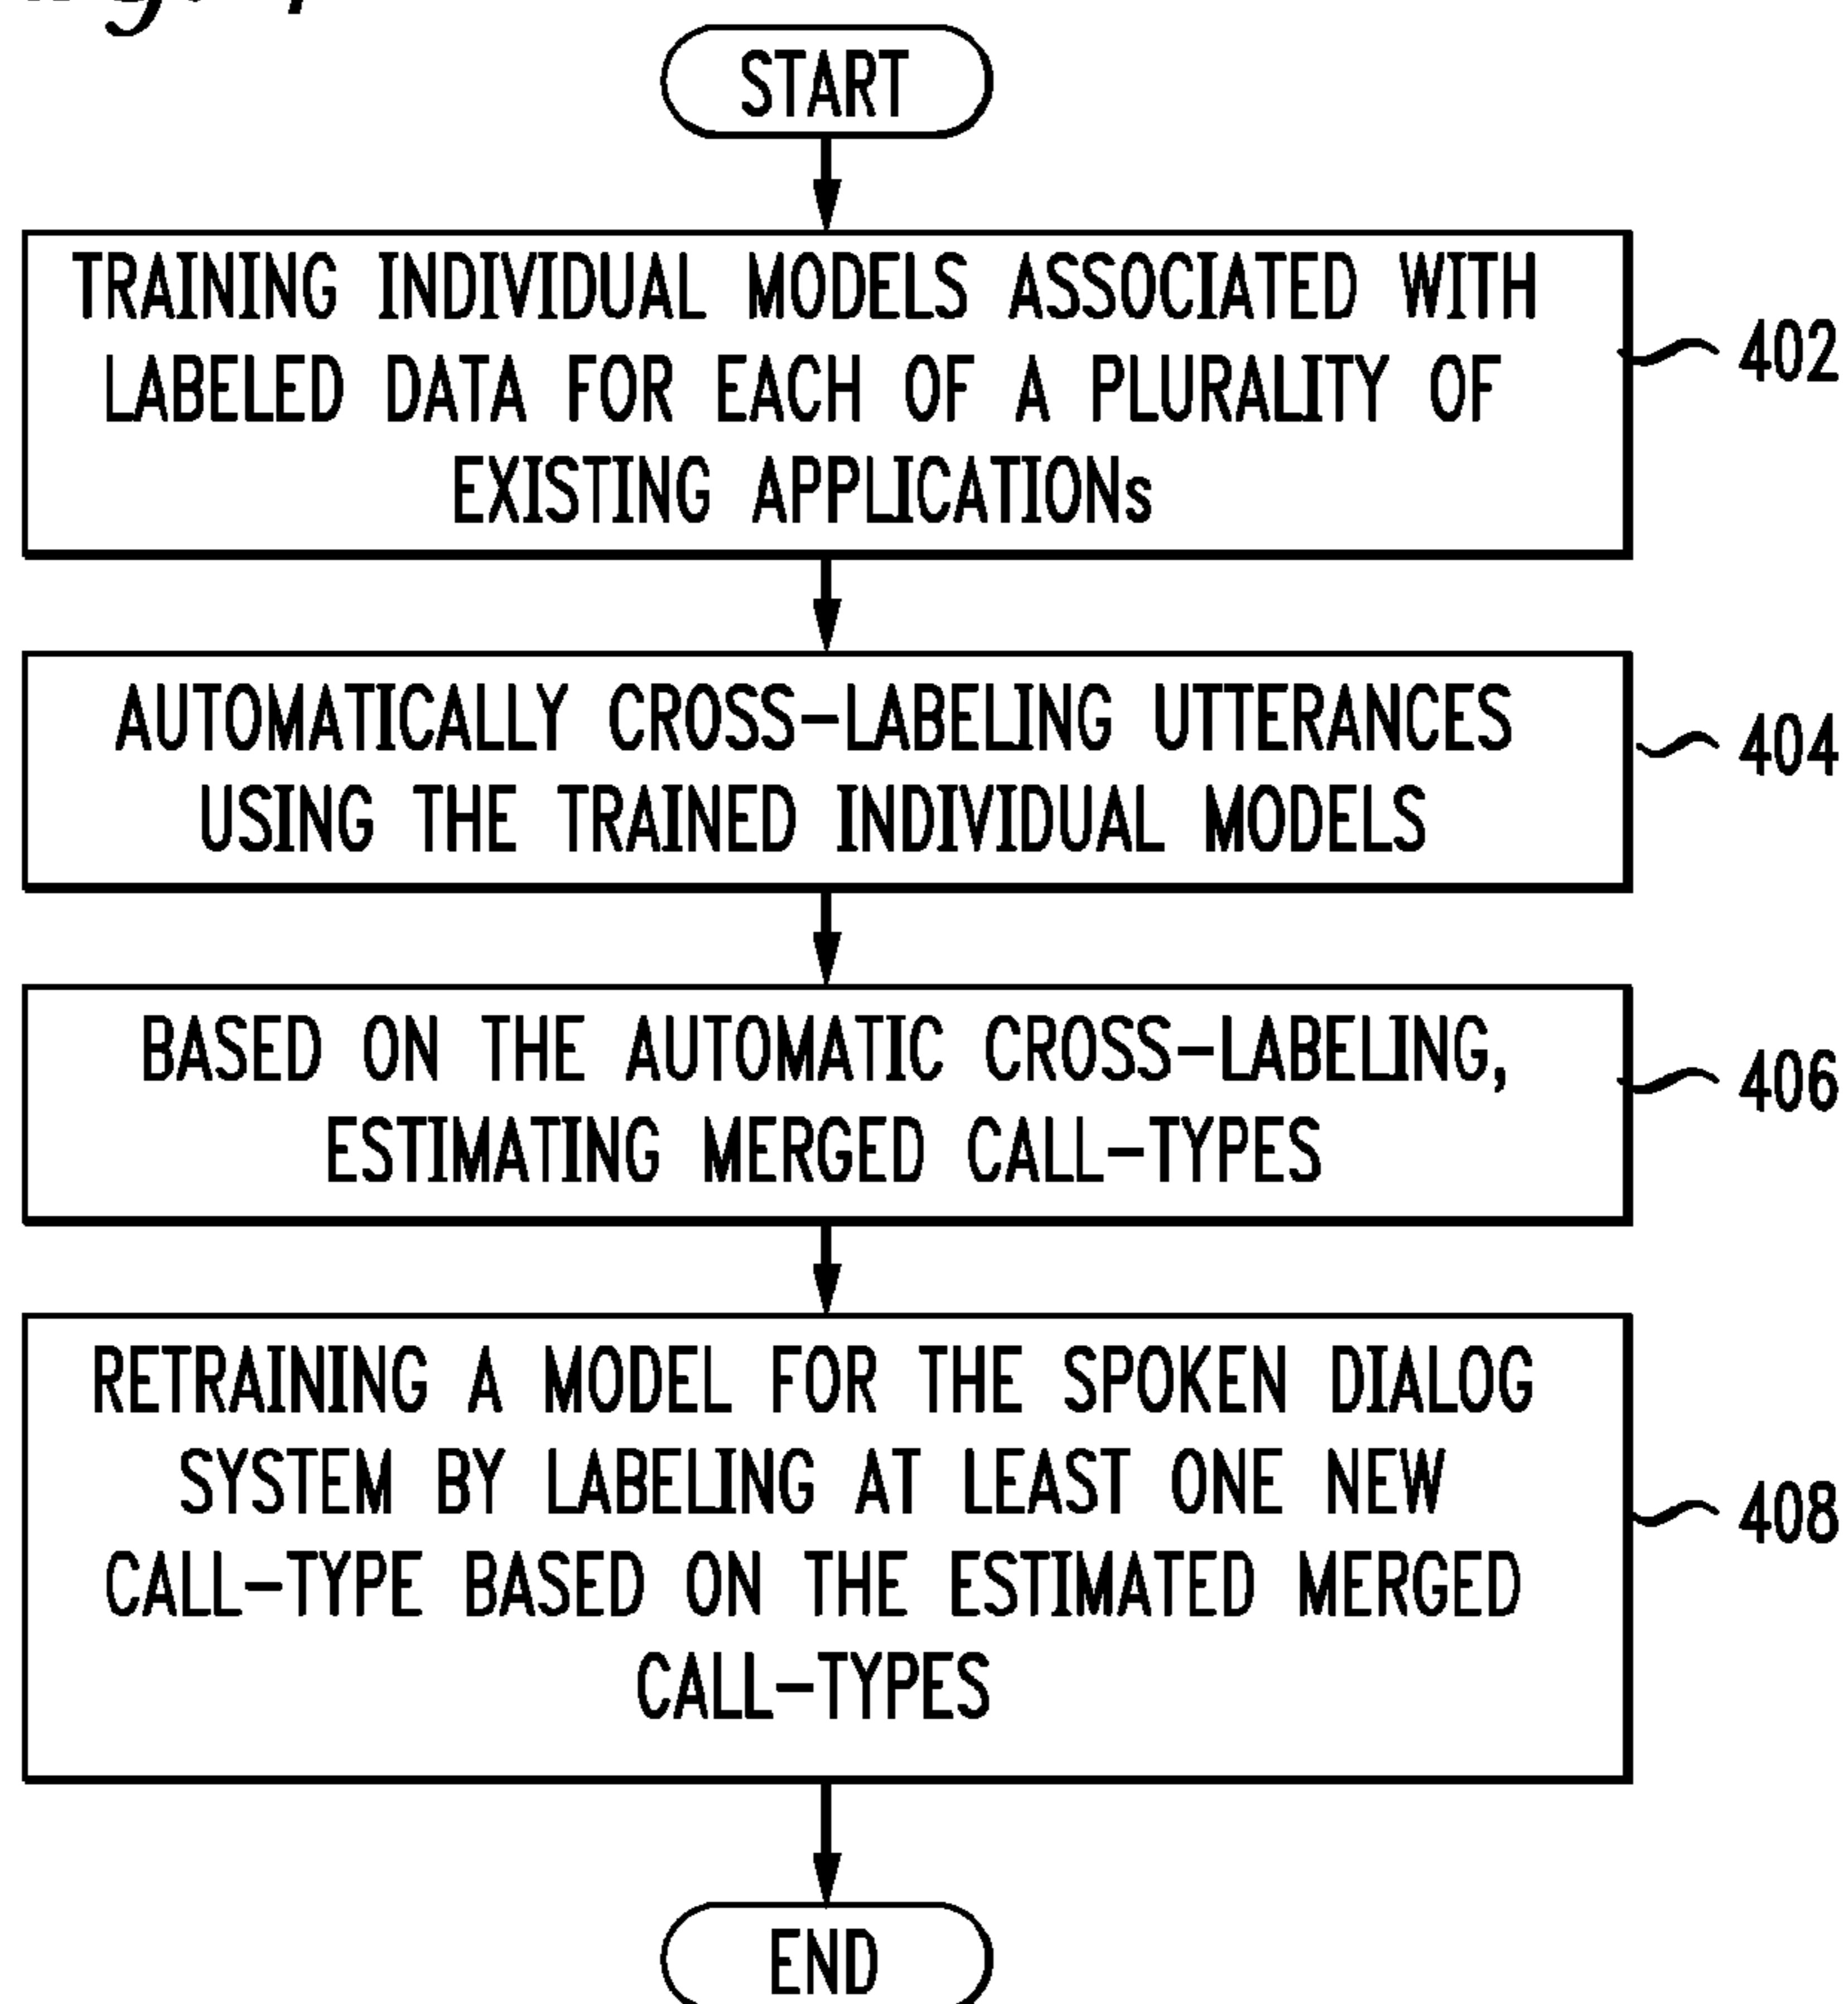 START
TRAINING INDIVIDUAL MODELS ASSOCIATED WITH
LABELED DATA FOR EACH OF A PLURALITY OF
EXISTING APPLICATIONs
402
AUTOMATICALLY CROSS-LABELING UTTERANCES
USING THE TRAINED INDIVIDUAL MODELS
404
BASED ON THE AUTOMATIC CROSS-LABELING,
ESTIMATING MERGED CALL-TYPES
406
RETRAINING A MODEL FOR THE SPOKEN DIALOG
SYSTEM BY LABELING AT LEAST ONE NEW
CALL-TYPE BASED ON THE ESTIMATED MERGED
CALL-TYPES
408
END